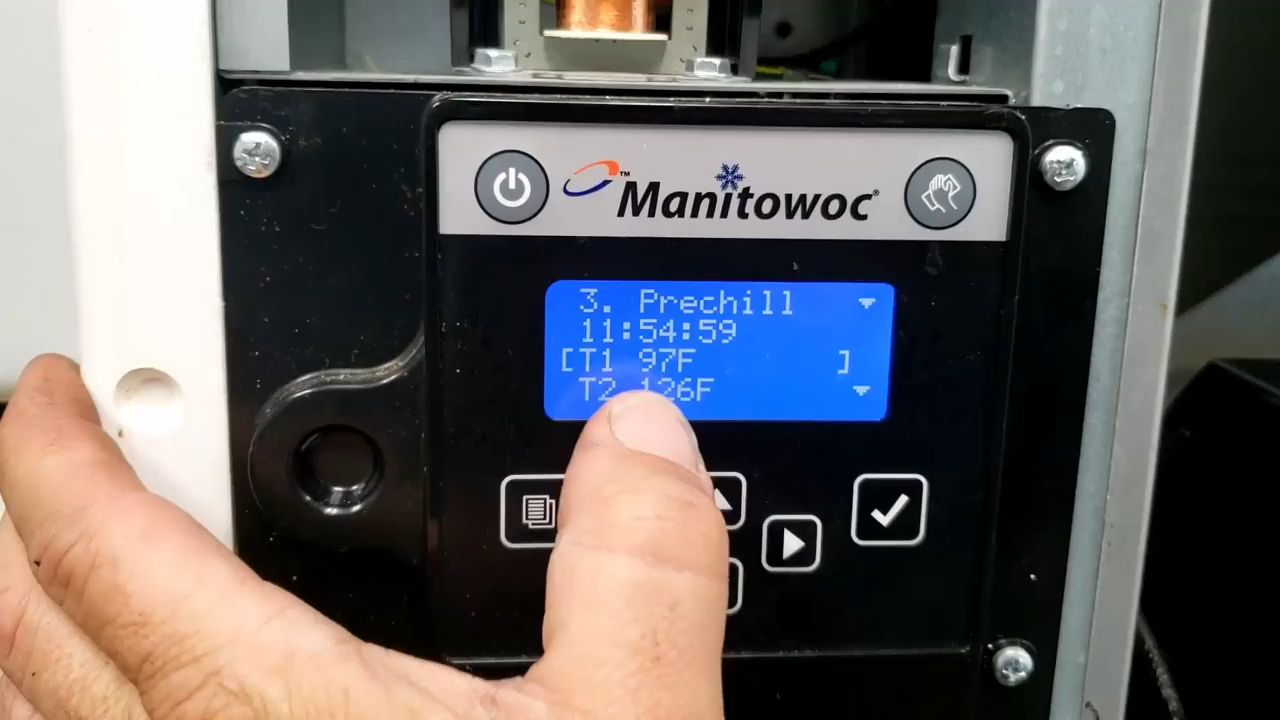 Manitowoc®
3. Prechill
11:54:59
[T1 97F ]
T2 126F